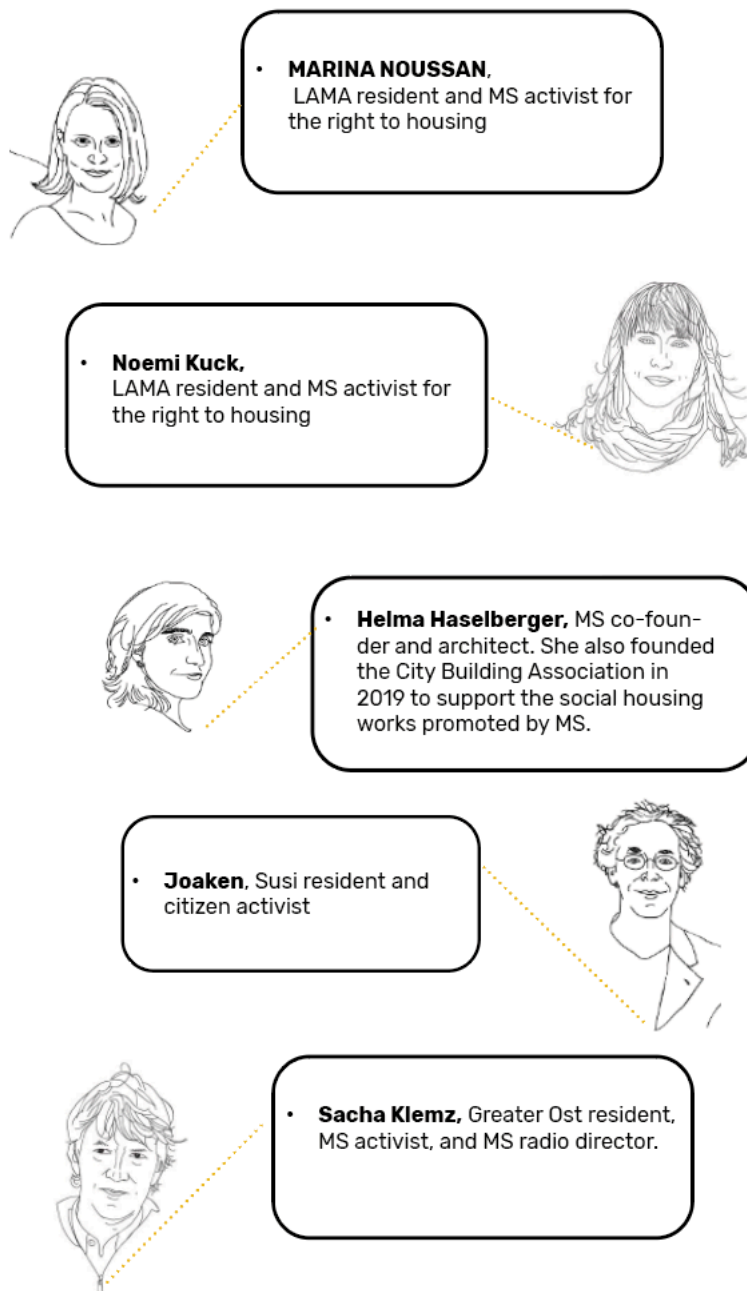 • MARINA NOUSSAN,
LAMA resident and MS activist for
the right to housing
• Noemi Kuck,
LAMA resident and MS activist for
the right to housing
• Helma Haselberger, MS co-foun-
der and architect. She also founded
the City Building Association in
2019 to support the social housing
works promoted by MS.
• Joaken, Susi resident and
citizen activist
• Sacha Klemz, Greater Ost resident,
MS activist, and MS radio director.